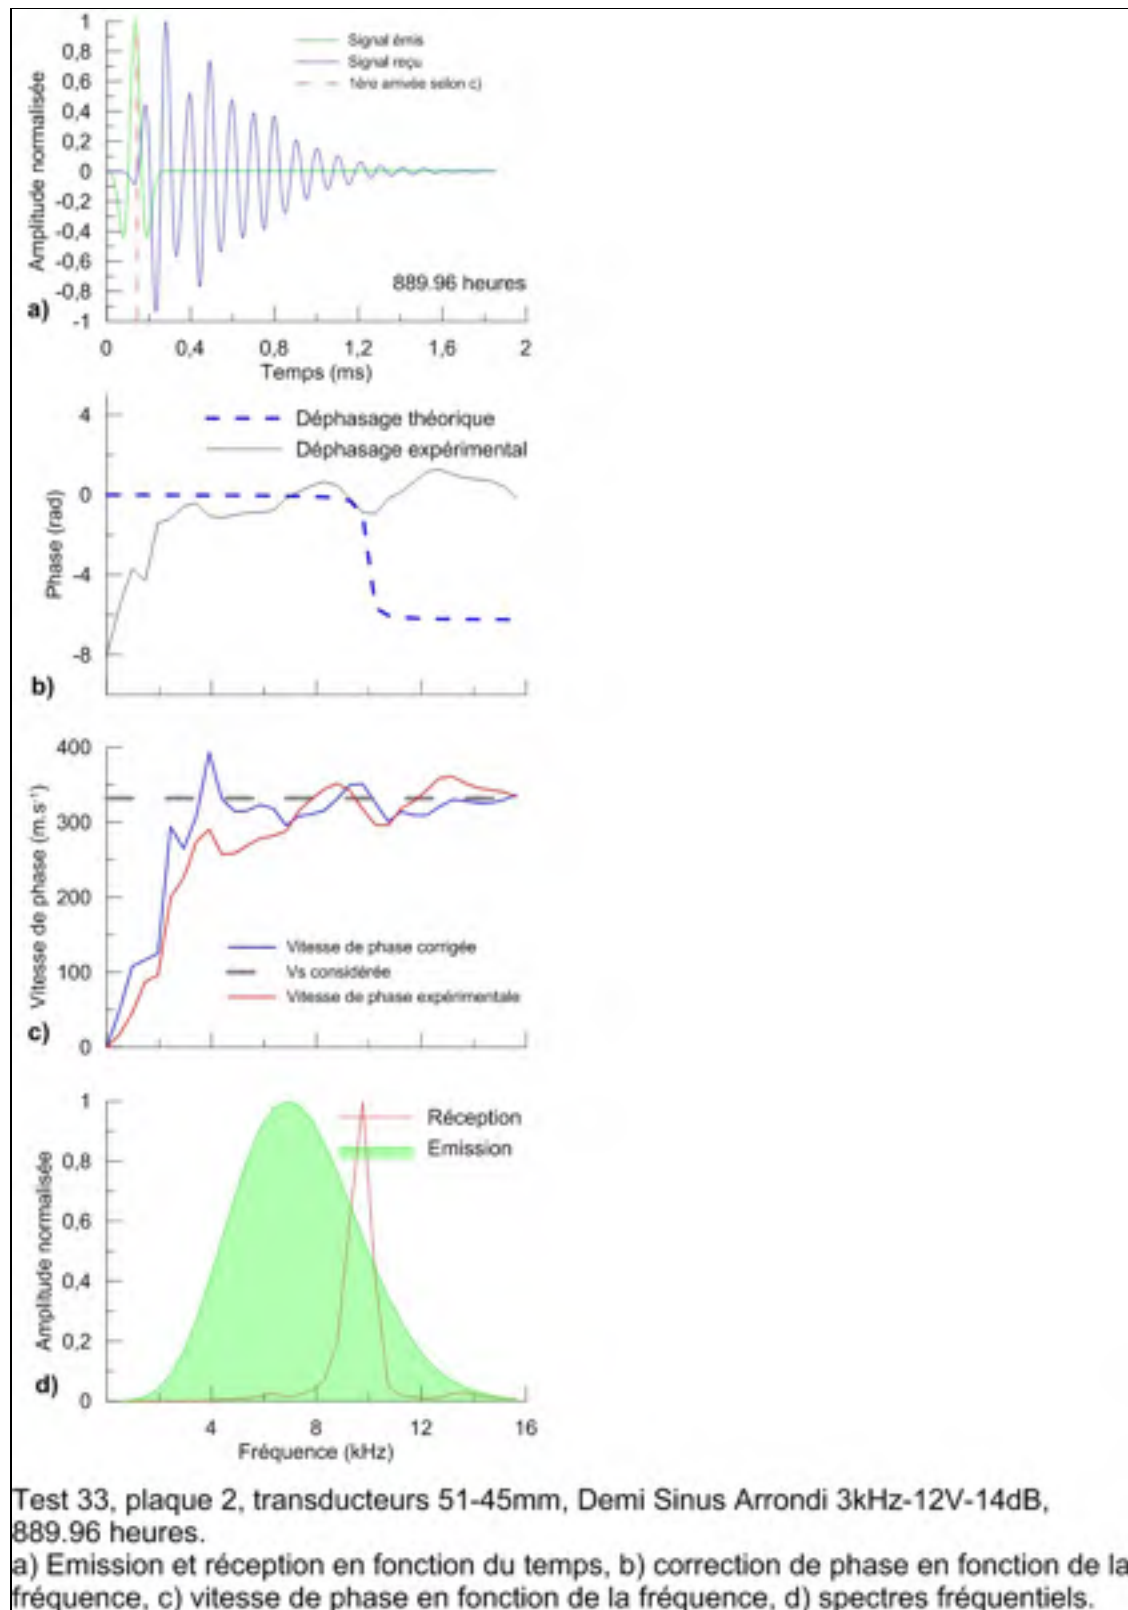 1
0,8
0,6
0,4
0,2
0
-0,2
-0,4
-0,6
-0,8
-1
Amplitude normalisée
Signal émis
Signal reçu
1ère arrivée selon c)
889.96 heures
a)
0 0,4 0,8 1,2 1,6 2
Temps (ms)
4
0
-4
-8
Phase (rad)
Déphasage théorique
Déphasage expérimental
b)
400
300
200
100
0
Vitesse de phase (m.s⁻¹)
Vitesse de phase corrigée
Vs considérée
Vitesse de phase expérimentale
c)
1
0,8
0,6
0,4
0,2
0
Amplitude normalisée
Réception
Emission
d)
4 8 12 16
Fréquence (kHz)
Test 33, plaque 2, transducteurs 51-45mm, Demi Sinus Arrondi 3kHz-12V-14dB,
889.96 heures.
a) Emission et réception en fonction du temps, b) correction de phase en fonction de la
fréquence, c) vitesse de phase en fonction de la fréquence, d) spectres fréquentiels.